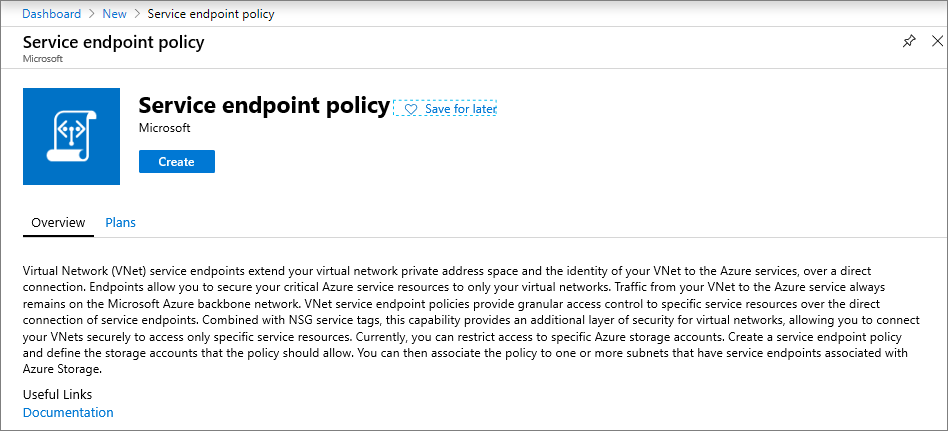 Dashboard > New > Service endpoint policy
Service endpoint policy
Microsoft
Service endpoint policy
Save for later
Microsoft
Create
Overview Plans
Virtual Network (VNet) service endpoints extend your virtual network private address space and the identity of your VNet to the Azure services, over a direct
connection. Endpoints allow you to secure your critical Azure service resources to only your virtual networks. Traffic from your VNet to the Azure service always
remains on the Microsoft Azure backbone network. VNet service endpoint policies provide granular access control to specific service resources over the direct
connection of service endpoints. Combined with NSG service tags, this capability provides an additional layer of security for virtual networks, allowing you to connect
your VNets securely to access only specific service resources. Currently, you can restrict access to specific Azure storage accounts. Create a service endpoint policy
and define the storage accounts that the policy should allow. You can then associate the policy to one or more subnets that have service endpoints associated with
Azure Storage.
Useful Links
Documentation